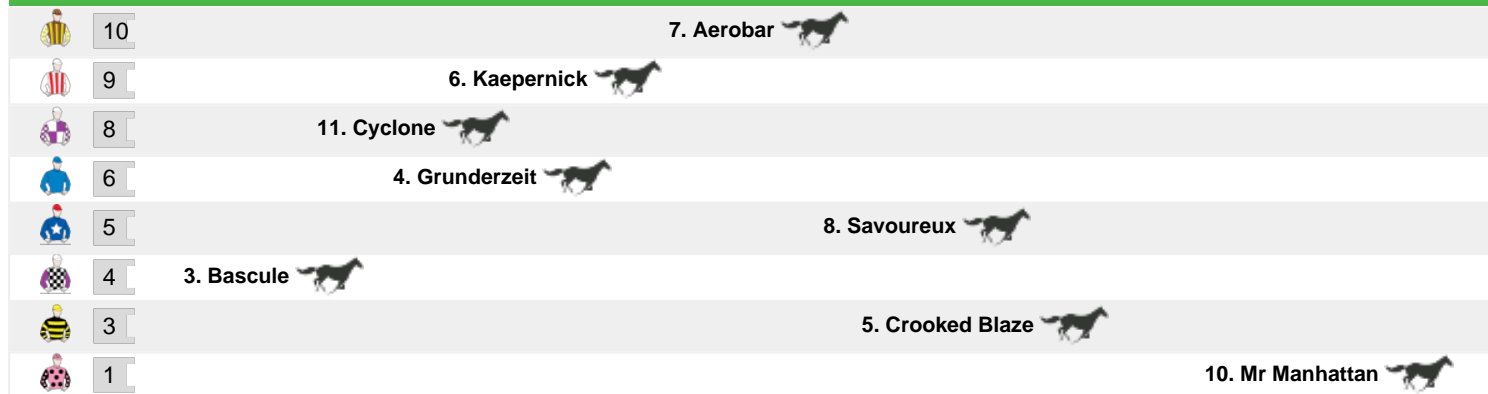 10 7. Aerobar
9 6. Kaepernick
8 11. Cyclone
6 4. Grunderzeit
5 8. Savoureux
4 3. Bascule
3 5. Crooked Blaze
1 10. Mr Manhattan